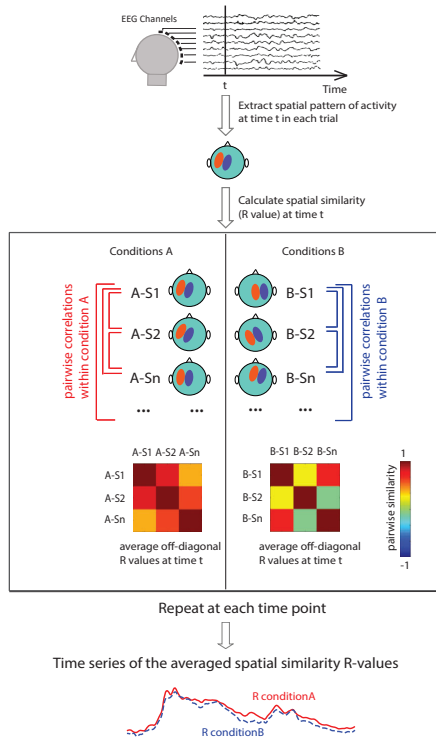 EEG Channels
t
Time
Extract spatial pattern of activity
at time t in each trial
Calculate spatial similarity
(R value) at time t
Conditions A
Conditions B
pairwise correlations
within condition A
A-S1
A-S2
A-Sn
... ...
B-S1
B-S2
B-Sn
... ...
pairwise correlations
within condition B
A-S1 A-S2 A-Sn
A-S1
A-S2
A-Sn
average off-diagonal
R values at time t
B-S1 B-S2 B-Sn
B-S1
B-S2
B-Sn
average off-diagonal
R values at time t
1
pairwise similarity
-1
Repeat at each time point
Time series of the averaged spatial similarity R-values
R conditionA
R conditionB